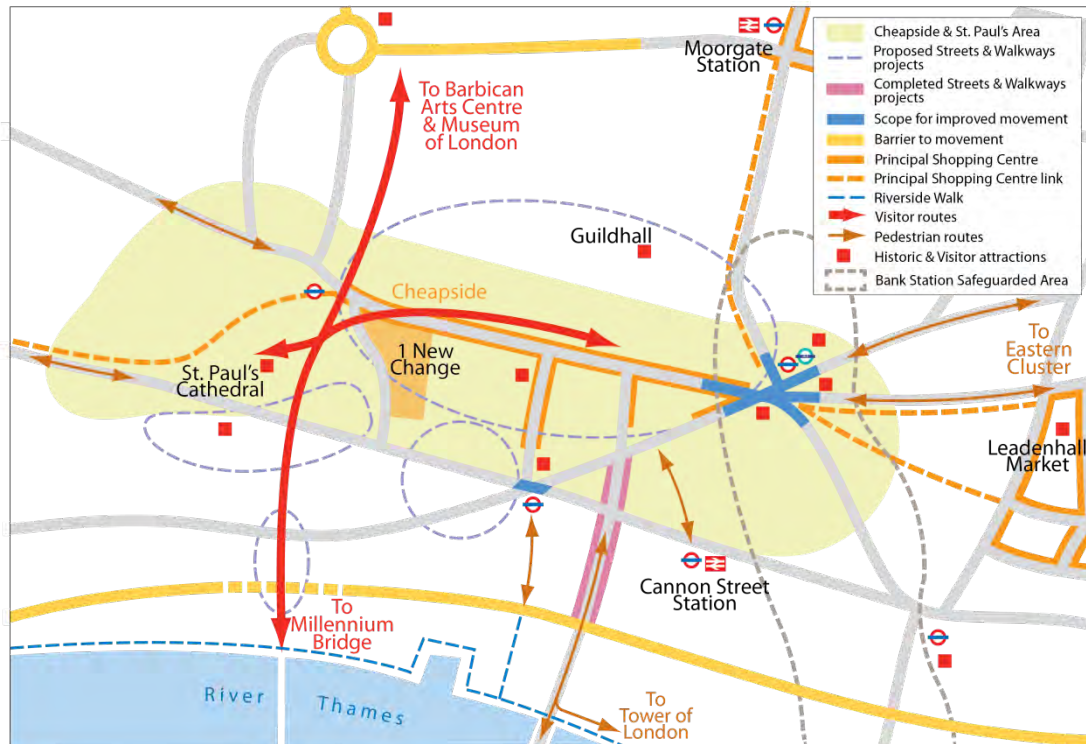 To Barbican
Arts Centre
& Museum
of London
Moorgate
Station
Guildhall
Cheapside
1 New
Change
St. Paul's
Cathedral
To
Eastern
Cluster
Leadenhall
Market
Cannon Street
Station
To
Millennium
Bridge
River Thames
To
Tower of
London
Cheapside & St. Paul's Area
Proposed Streets & Walkways
projects
Completed Streets & Walkways
projects
Scope for improved movement
Barrier to movement
Principal Shopping Centre
Principal Shopping Centre link
Riverside Walk
Visitor routes
Pedestrian routes
Historic & Visitor attractions
Bank Station Safeguarded Area